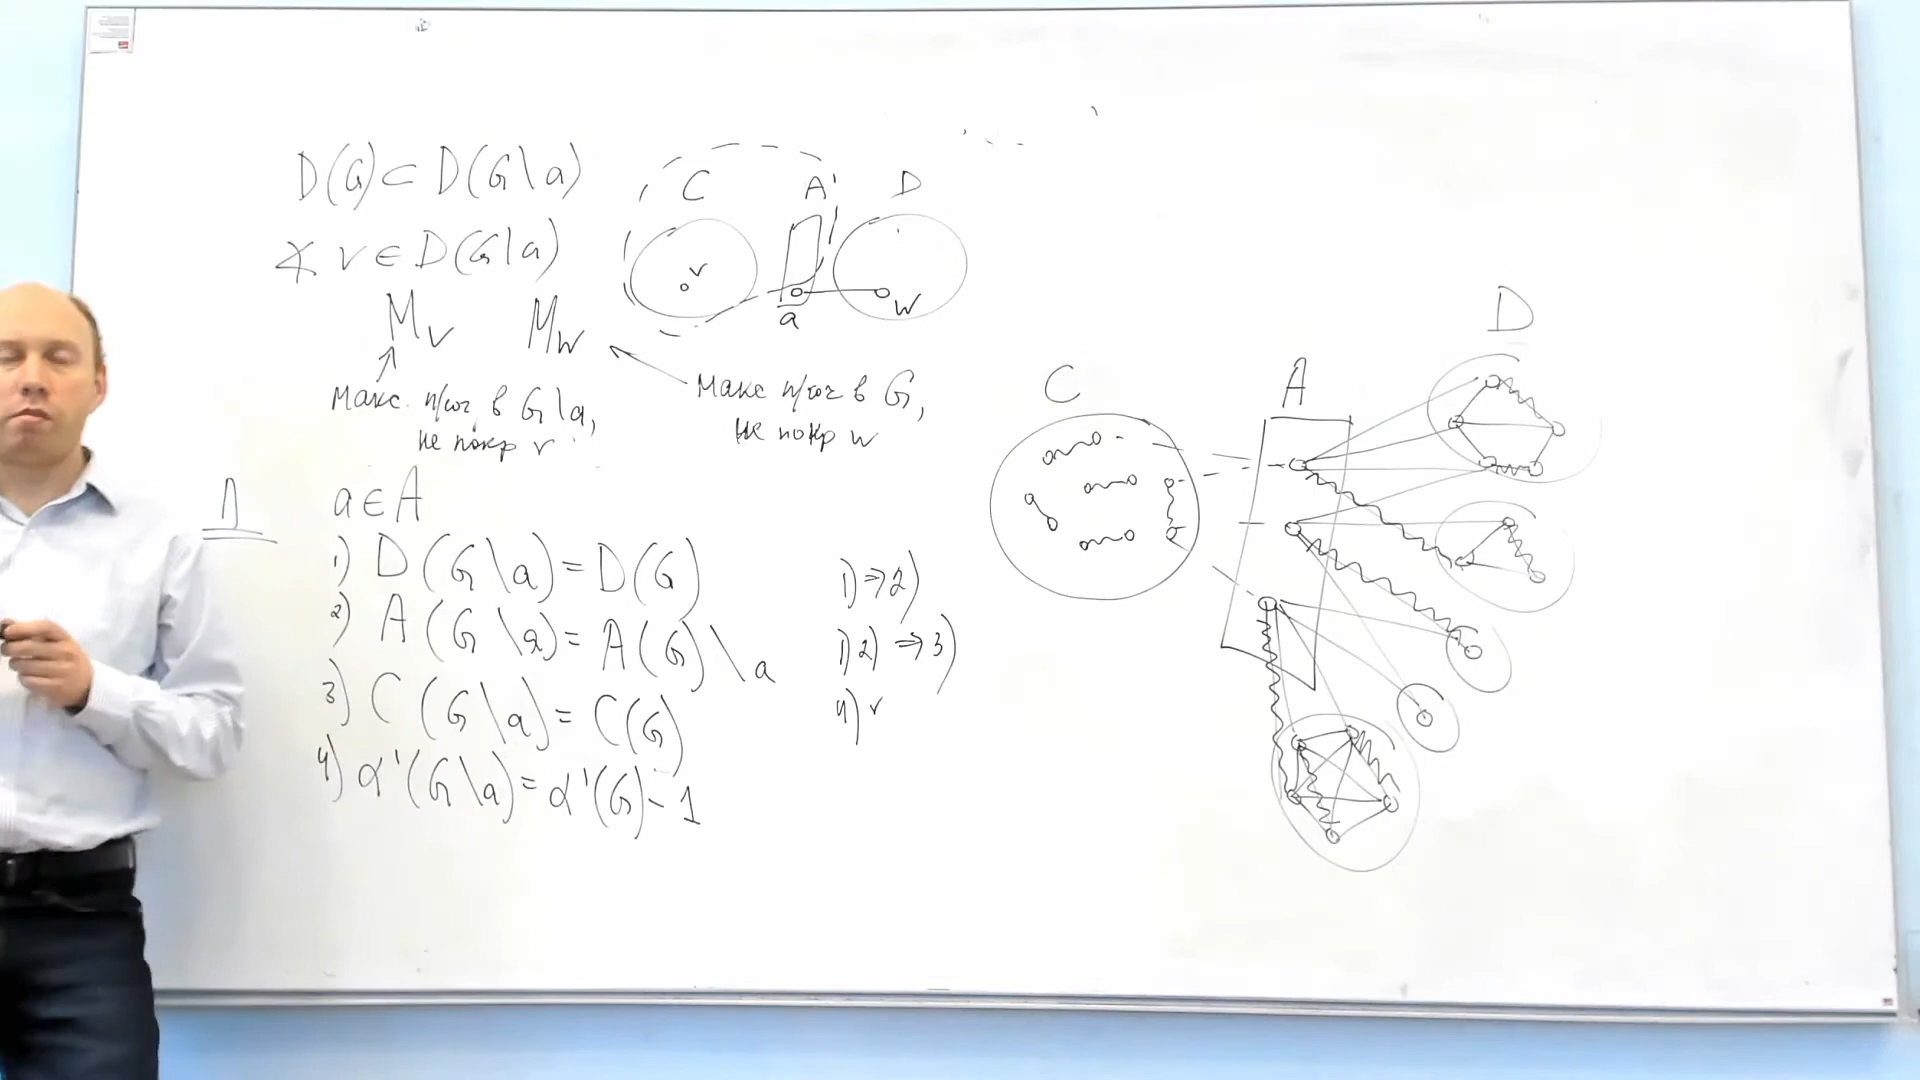 D(G) ⊂ D(G\a)
∢ v ∈ D(G\a)
M_v M_w
Макс. п/соч в G\a,
не покр v
Макс п/соч в G,
не покр w
C A D
v
a
w
Л a ∈ A
1) D(G\a) = D(G)
2) A(G\a) = A(G)\a
3) C(G\a) = C(G)
4) α'(G\a) = α'(G) - 1
1) ⇒ 2)
1) 2) ⇒ 3)
4) v
C A D